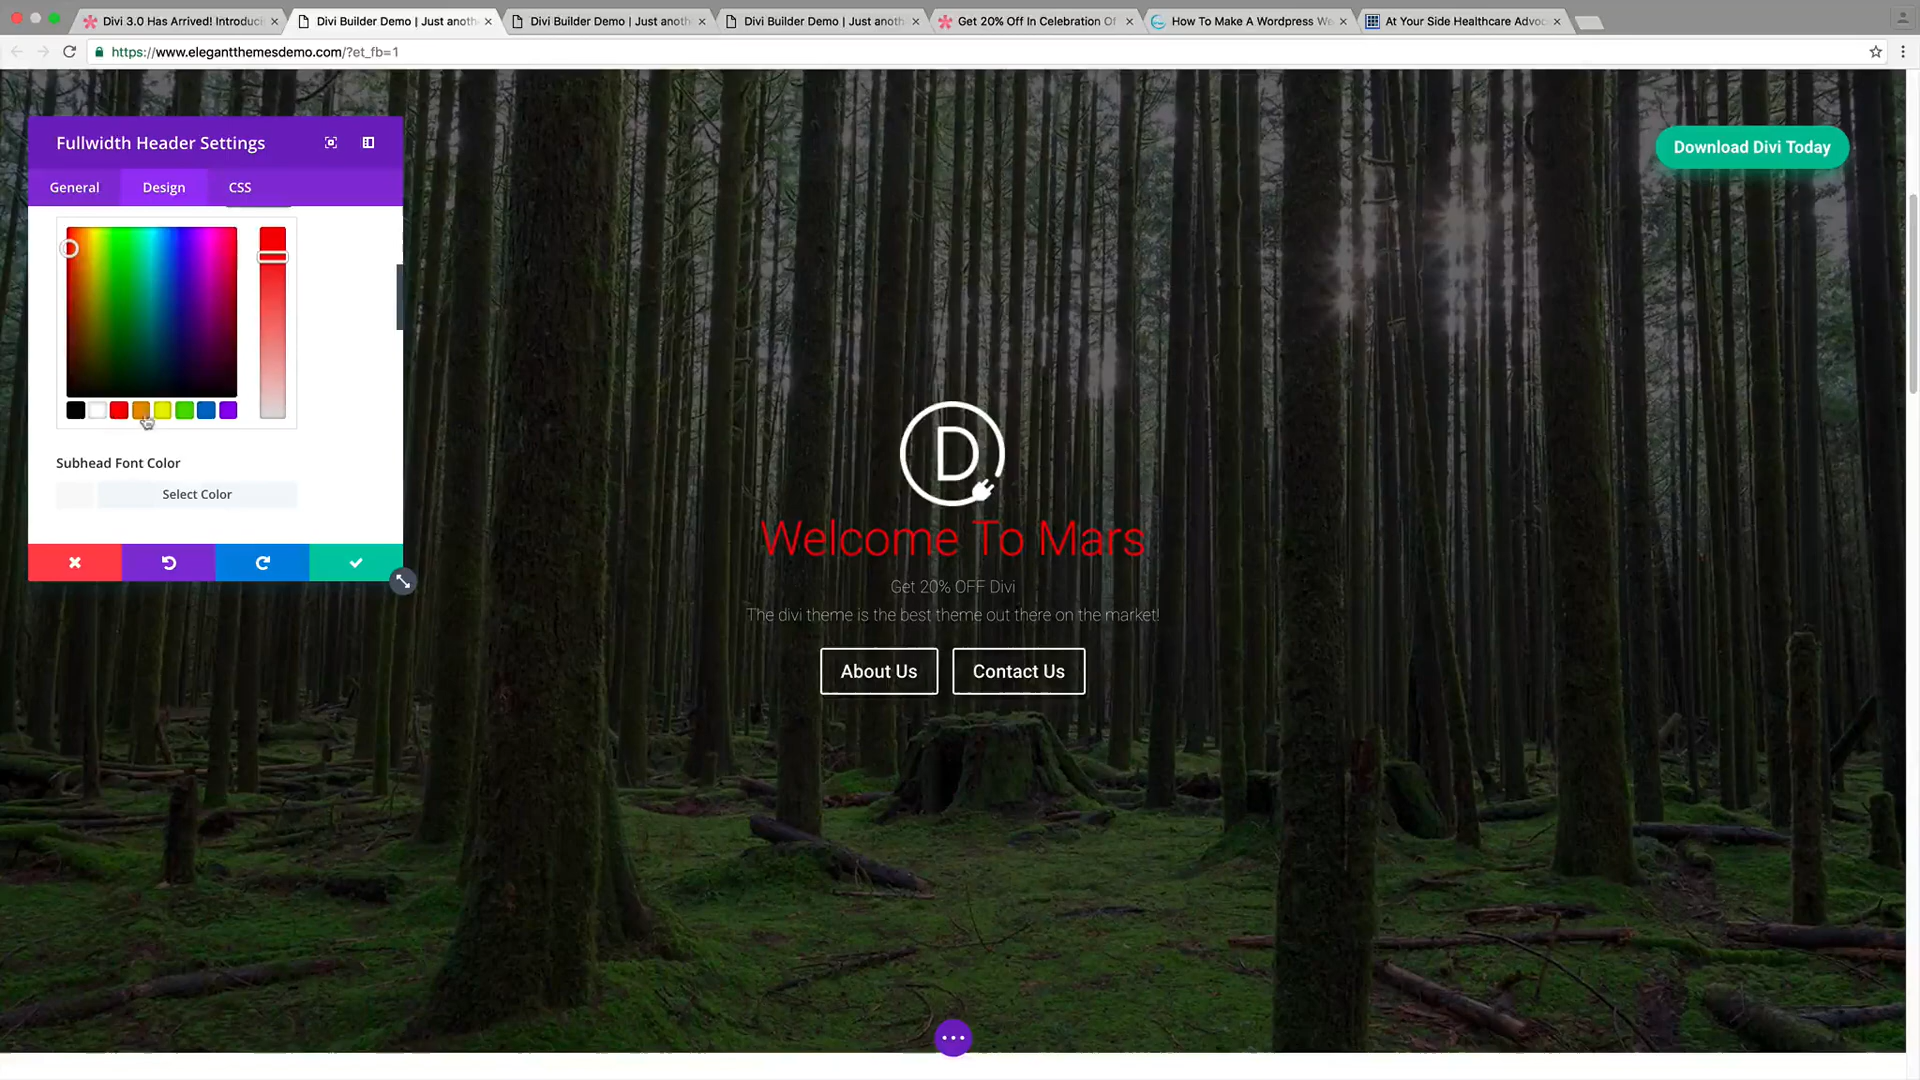 Divi 3.0 Has Arrived! Introduci
Divi Builder Demo | Just anoth
Divi Builder Demo | Just anoth
Divi Builder Demo | Just anoth
Get 20% Off In Celebration Of
How To Make A Wordpress We
At Your Side Healthcare Advoc
https://www.elegantthemesdemo.com/?et_fb=1
Download Divi Today
Fullwidth Header Settings
General
Design
CSS
Subhead Font Color
Select Color
D
Welcome To Mars
Get 20% OFF Divi
The divi theme is the best theme out there on the market!
About Us
Contact Us